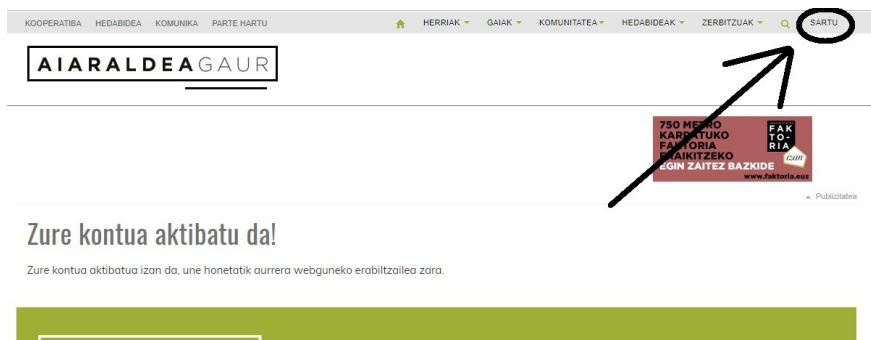 KOOPERATIBA HEDABIDEA KOMUNIKA PARTE HARTU HERRIAK GAIAK KOMUNITATEA HEDABIDEAK ZERBITZUAK SARTU
AIARALDEAGAUR
750 METRO
KARRATUKO
FAKTORIA
ERAIKITZEKO
EGIN ZAITEZ BAZKIDE
FAK
TO-
RIA
izan
www.faktoria.eus
Publizitatea
Zure kontua aktibatu da!
Zure kontua aktibatua izan da, une honetatik aurrera webguneko erabiltzailea zara.